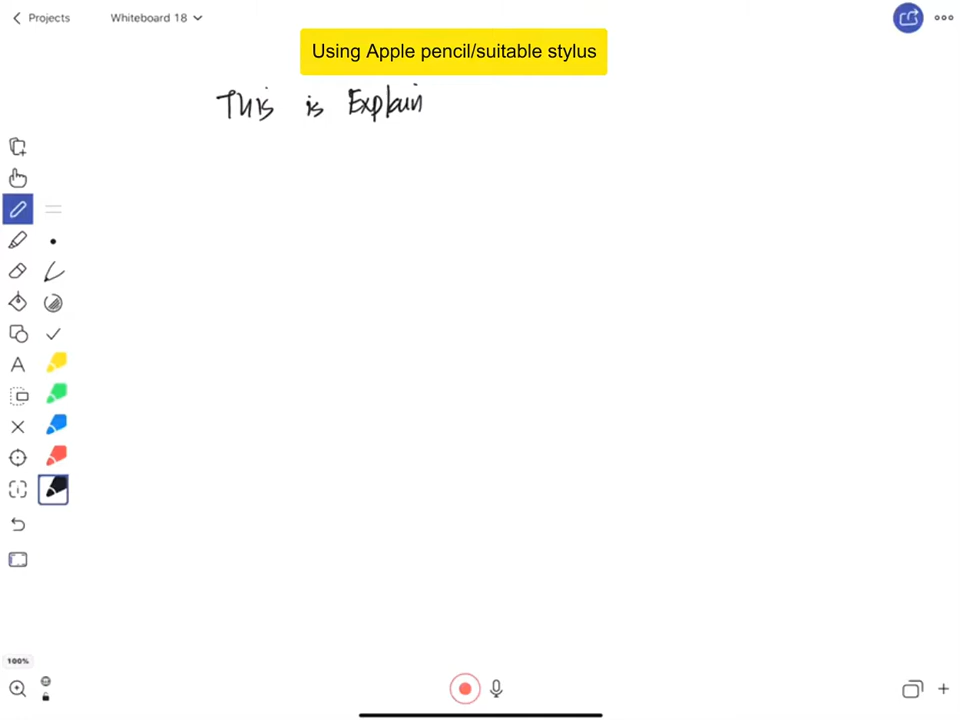 Projects
Whiteboard 18
Using Apple pencil/suitable stylus
This is Explain
A
100%